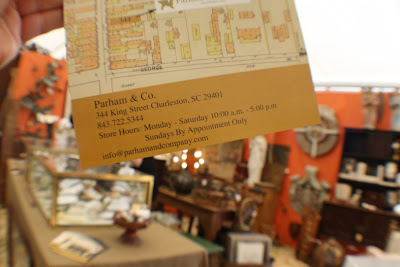 Parham
GEORGE
Parham & Co.
344 King Street Charleston, SC 29401
843.722.5344
Store Hours: Monday - Saturday 10:00 a.m. - 5:00 p.m
Sundays By Appointment Only
info@parhamandcompany.com